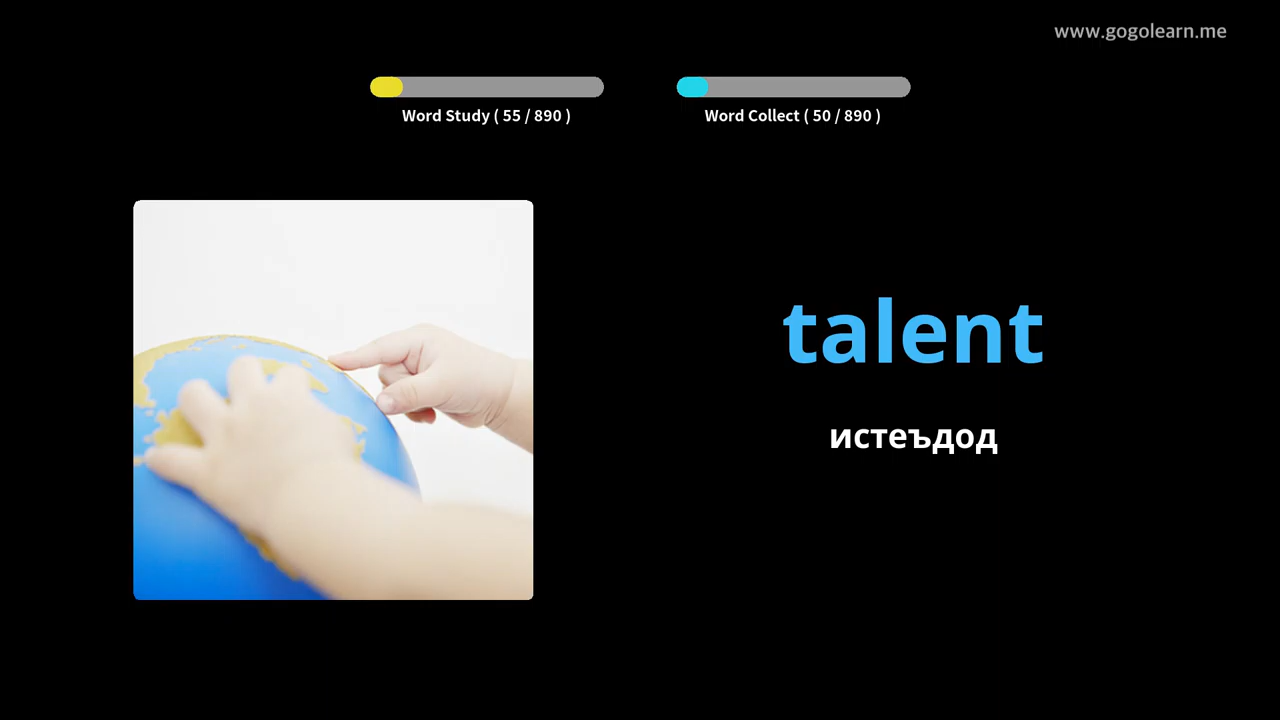 www.gogolearn.me
Word Study ( 55 / 890 )
Word Collect ( 50 / 890 )
talent
истеъдод